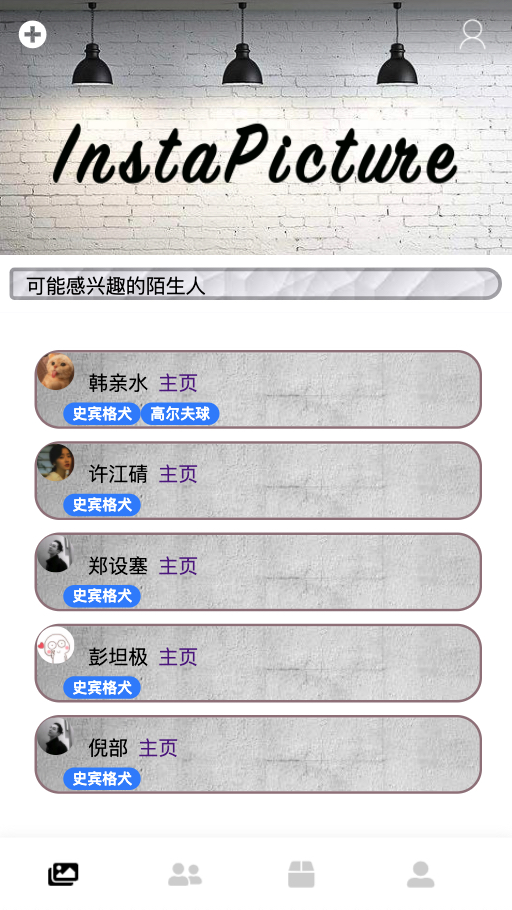 InstaPicture
可能感兴趣的陌生人
韩亲水 主页
史宾格犬 高尔夫球
许江碃 主页
史宾格犬
郑设塞 主页
史宾格犬
彭坦极 主页
史宾格犬
倪部 主页
史宾格犬